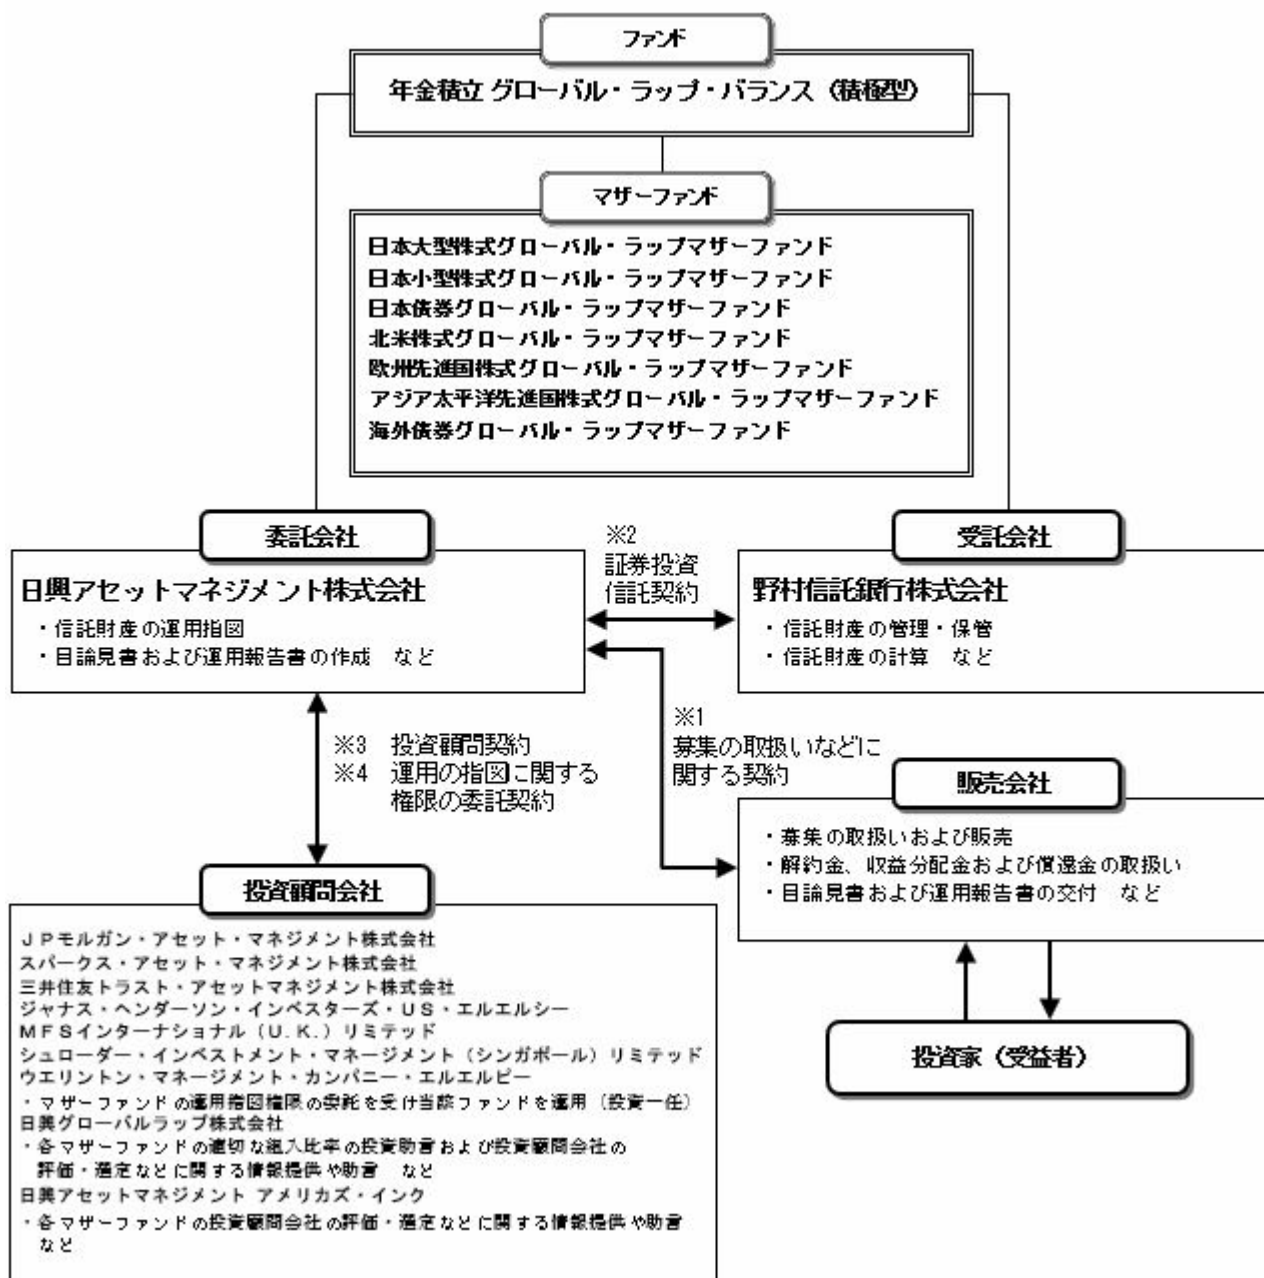 ファンド
年金積立 グローバル・ラップ・バランス（積極型）
マザーファンド
日本大型株式グローバル・ラップマザーファンド
日本小型株式グローバル・ラップマザーファンド
日本債券グローバル・ラップマザーファンド
北米株式グローバル・ラップマザーファンド
欧州先進国株式グローバル・ラップマザーファンド
アジア太平洋先進国株式グローバル・ラップマザーファンド
海外債券グローバル・ラップマザーファンド
委託会社
日興アセットマネジメント株式会社
・信託財産の運用指図
・目論見書および運用報告書の作成　など
※2
証券投資
信託契約
受託会社
野村信託銀行株式会社
・信託財産の管理・保管
・信託財産の計算　など
※3　投資顧問契約
※4　運用の指図に関する
権限の委託契約
※1
募集の取扱いなどに
関する契約
販売会社
・募集の取扱いおよび販売
・解約金、収益分配金および償還金の取扱い
・目論見書および運用報告書の交付　など
投資顧問会社
ＪＰモルガン・アセット・マネジメント株式会社
スパークス・アセット・マネジメント株式会社
三井住友トラスト・アセットマネジメント株式会社
ジャナス・ヘンダーソン・インベスターズ・ＵＳ・エルエルシー
ＭＦＳインターナショナル（Ｕ．Ｋ．）リミテッド
シュローダー・インベストメント・マネージメント（シンガポール）リミテッド
ウエリントン・マネージメント・カンパニー・エルエルピー
・マザーファンドの運用指図権限の委託を受け当該ファンドを運用（投資一任）
日興グローバルラップ株式会社
・各マザーファンドの適切な組入比率の投資助言および投資顧問会社の
評価・選定などに関する情報提供や助言　など
日興アセットマネジメント アメリカズ・インク
・各マザーファンドの投資顧問会社の評価・選定などに関する情報提供や助言
など
投資家（受益者）